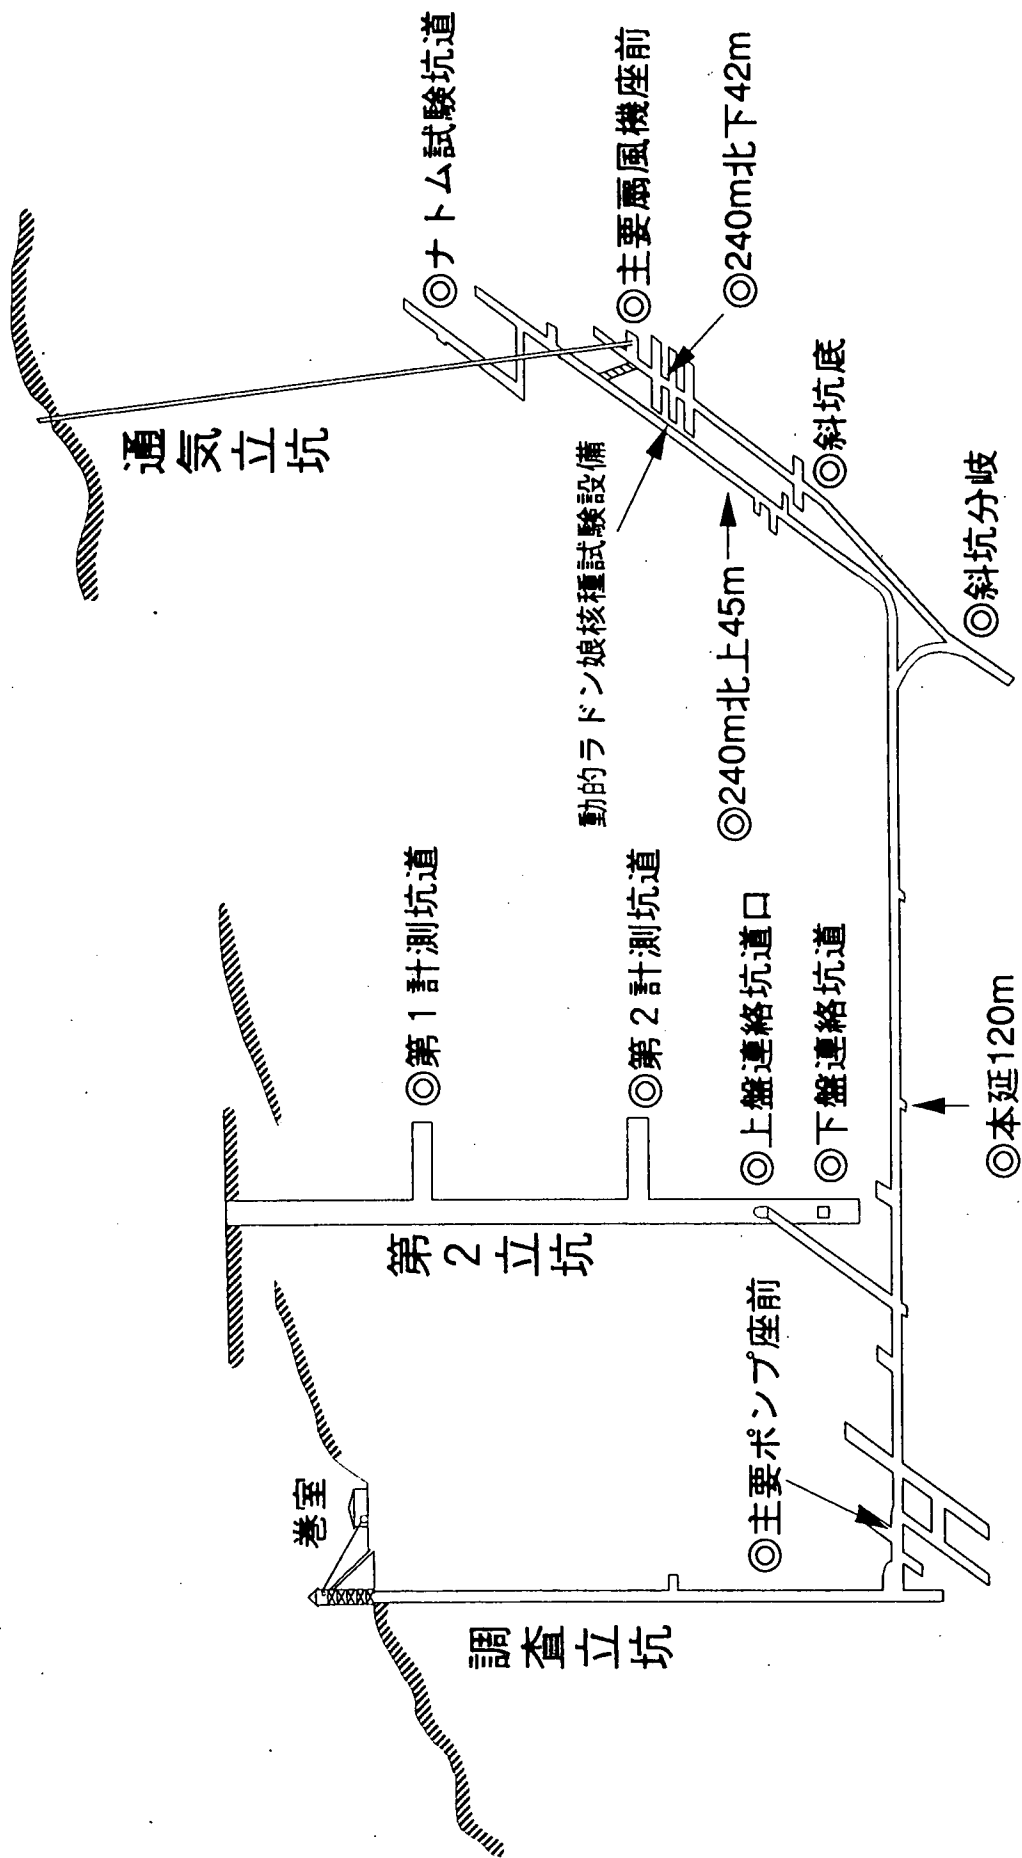 巻室
調査立坑
◎主要ポンプ座前
第2立坑
◎第1計測坑道
◎第2計測坑道
◎上盤連絡坑道口
◎下盤連絡坑道
◎本延120m
通気立坑
動的ラドン娘核種試験設備
◎240m北上45m
◎ナトム試験坑道
◎主要扇風機座前
◎240m北下42m
◎斜坑底
◎斜坑分岐